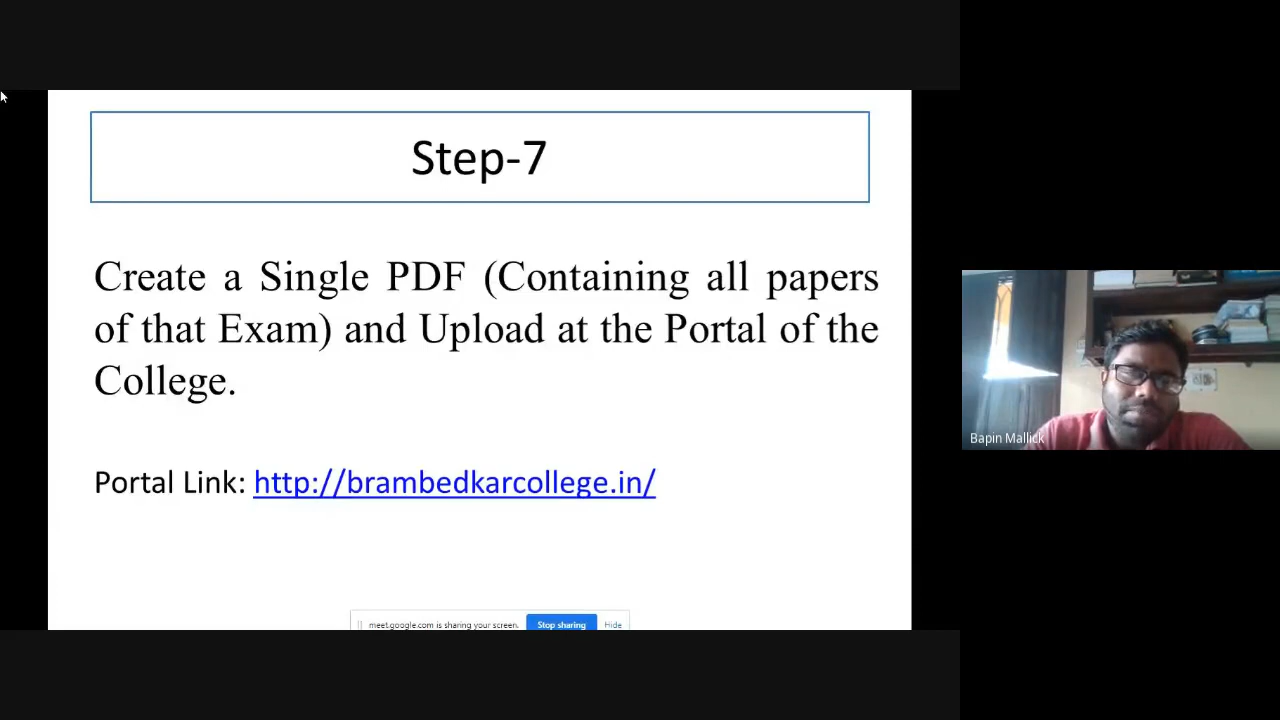 Step-7
Create a Single PDF (Containing all papers
of that Exam) and Upload at the Portal of the
College.
Portal Link: http://brambedkarcollege.in/
Bapin Mallick
meet.google.com is sharing your screen.
Stop sharing
Hide